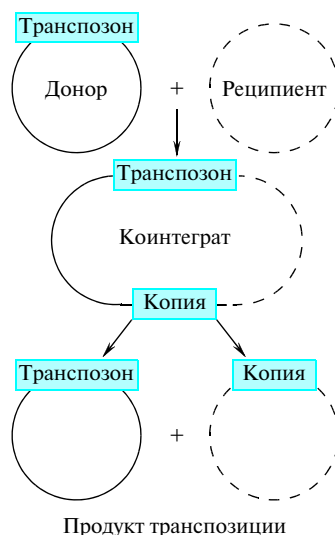 Транспозон
Донор + Реципиент
Транспозон
Коинтеграт
Копия
Транспозон Копия
+
Продукт транспозиции